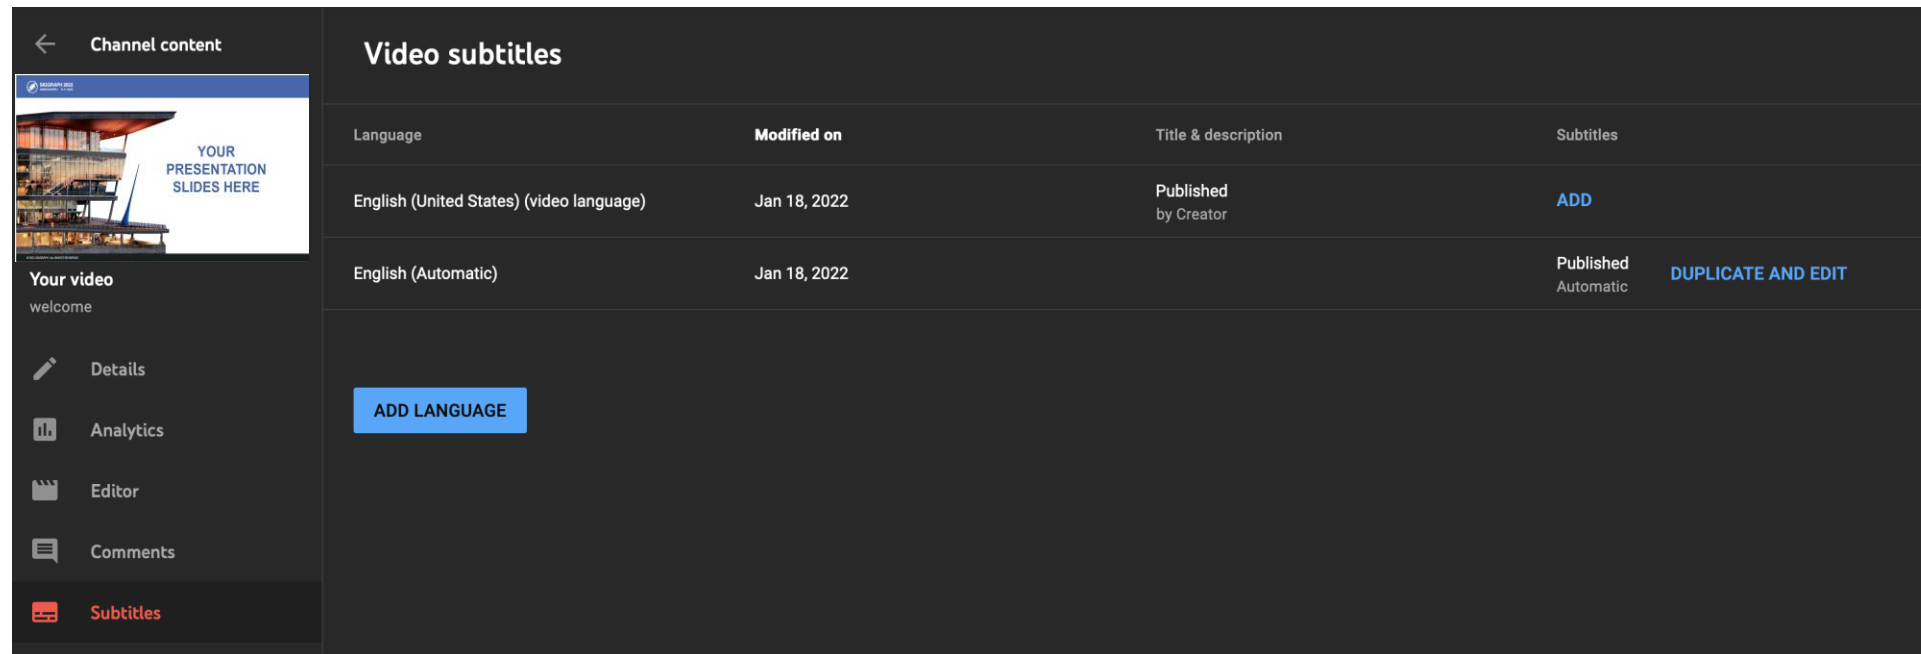 Channel content
SIGGRAPH 2022
YOUR
PRESENTATION
SLIDES HERE
Your video
welcome
Details
Analytics
Editor
Comments
Subtitles
Video subtitles
Language Modified on Title & description Subtitles
English (United States) (video language) Jan 18, 2022 Published ADD
by Creator
English (Automatic) Jan 18, 2022 Published DUPLICATE AND EDIT
Automatic
ADD LANGUAGE